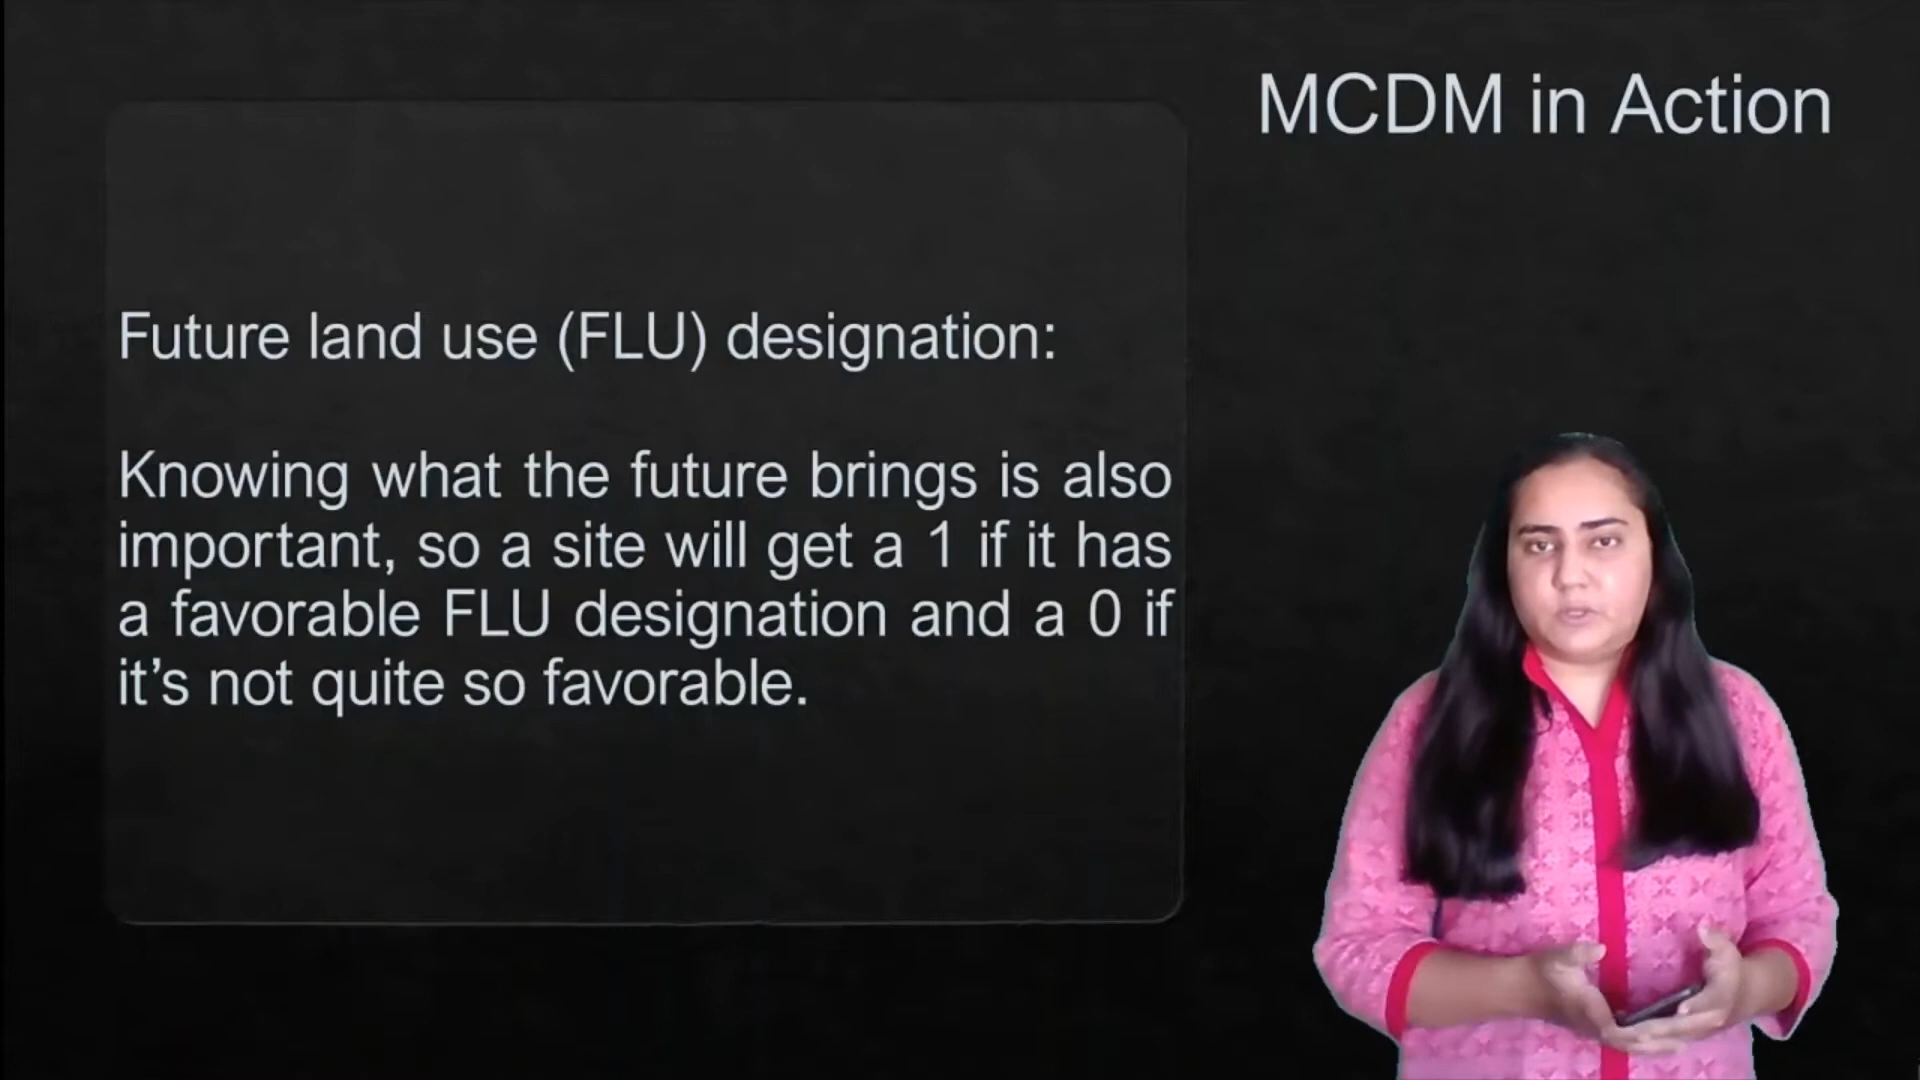 MCDM in Action
Future land use (FLU) designation:
Knowing what the future brings is also
important, so a site will get a 1 if it has
a favorable FLU designation and a 0 if
it’s not quite so favorable.